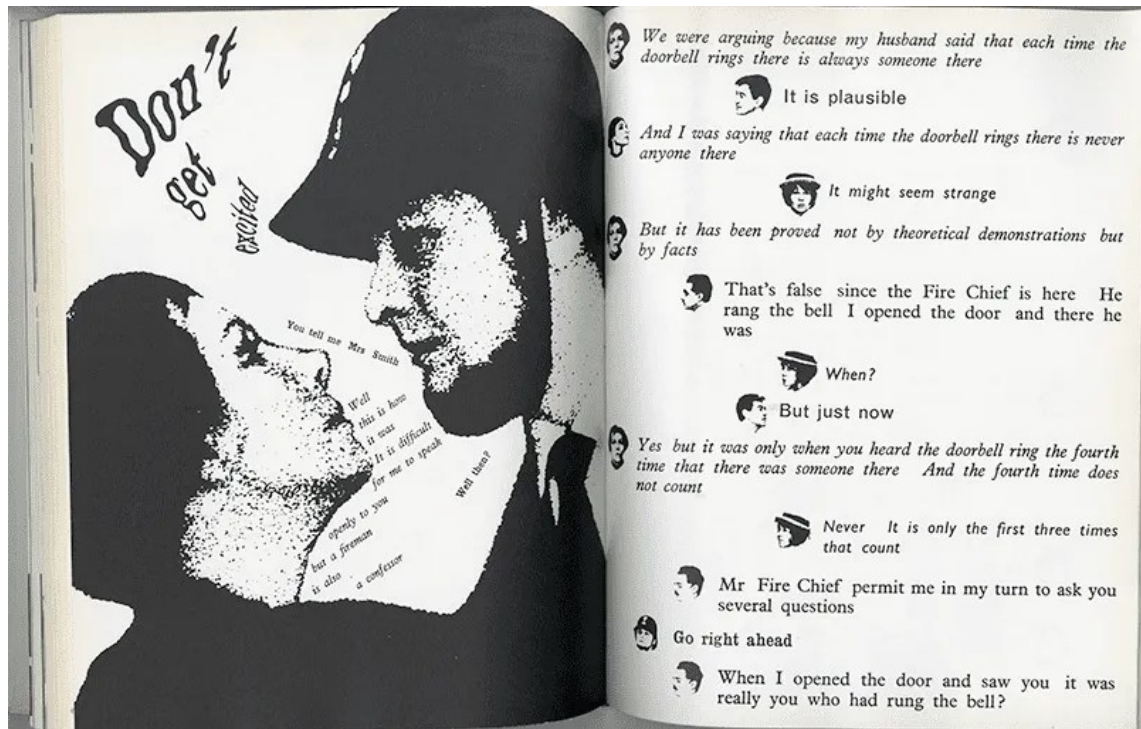 Don't
get
excited
You tell me Mrs Smith
Well
this is how
it was
It is difficult
for me to speak
openly to you
but a fireman
is also a confessor
Well then?
We were arguing because my husband said that each time the
doorbell rings there is always someone there
It is plausible
And I was saying that each time the doorbell rings there is never
anyone there
It might seem strange
But it has been proved not by theoretical demonstrations but
by facts
That's false since the Fire Chief is here He
rang the bell I opened the door and there he
was
When?
But just now
Yes but it was only when you heard the doorbell ring the fourth
time that there was someone there And the fourth time does
not count
Never It is only the first three times
that count
Mr Fire Chief permit me in my turn to ask you
several questions
Go right ahead
When I opened the door and saw you it was
really you who had rung the bell?